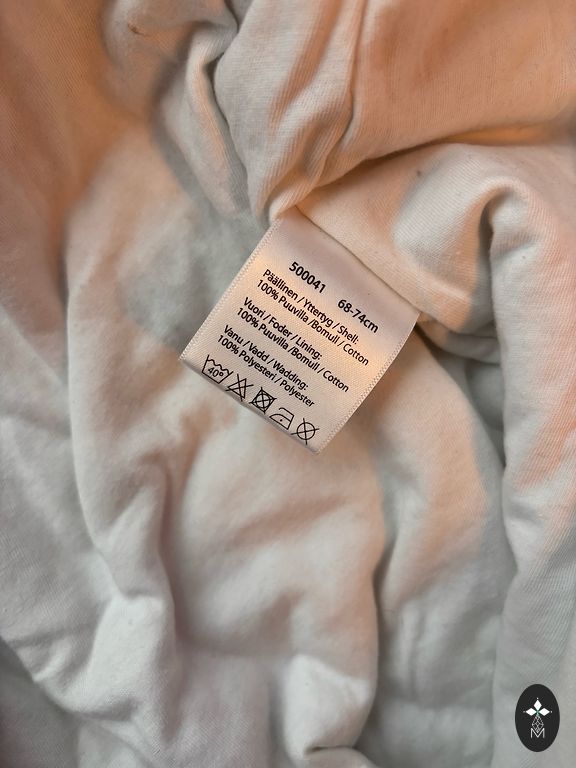 500041 68-74cm
Päällinen / Yttertyg / Shell:
100% Puuvilla /Bomull / Cotton
Vuori / Foder / Lining:
100% Puuvilla /Bomull / Cotton
Vanu / Vadd / Wadding:
100% Polyesteri / Polyester
40°
M